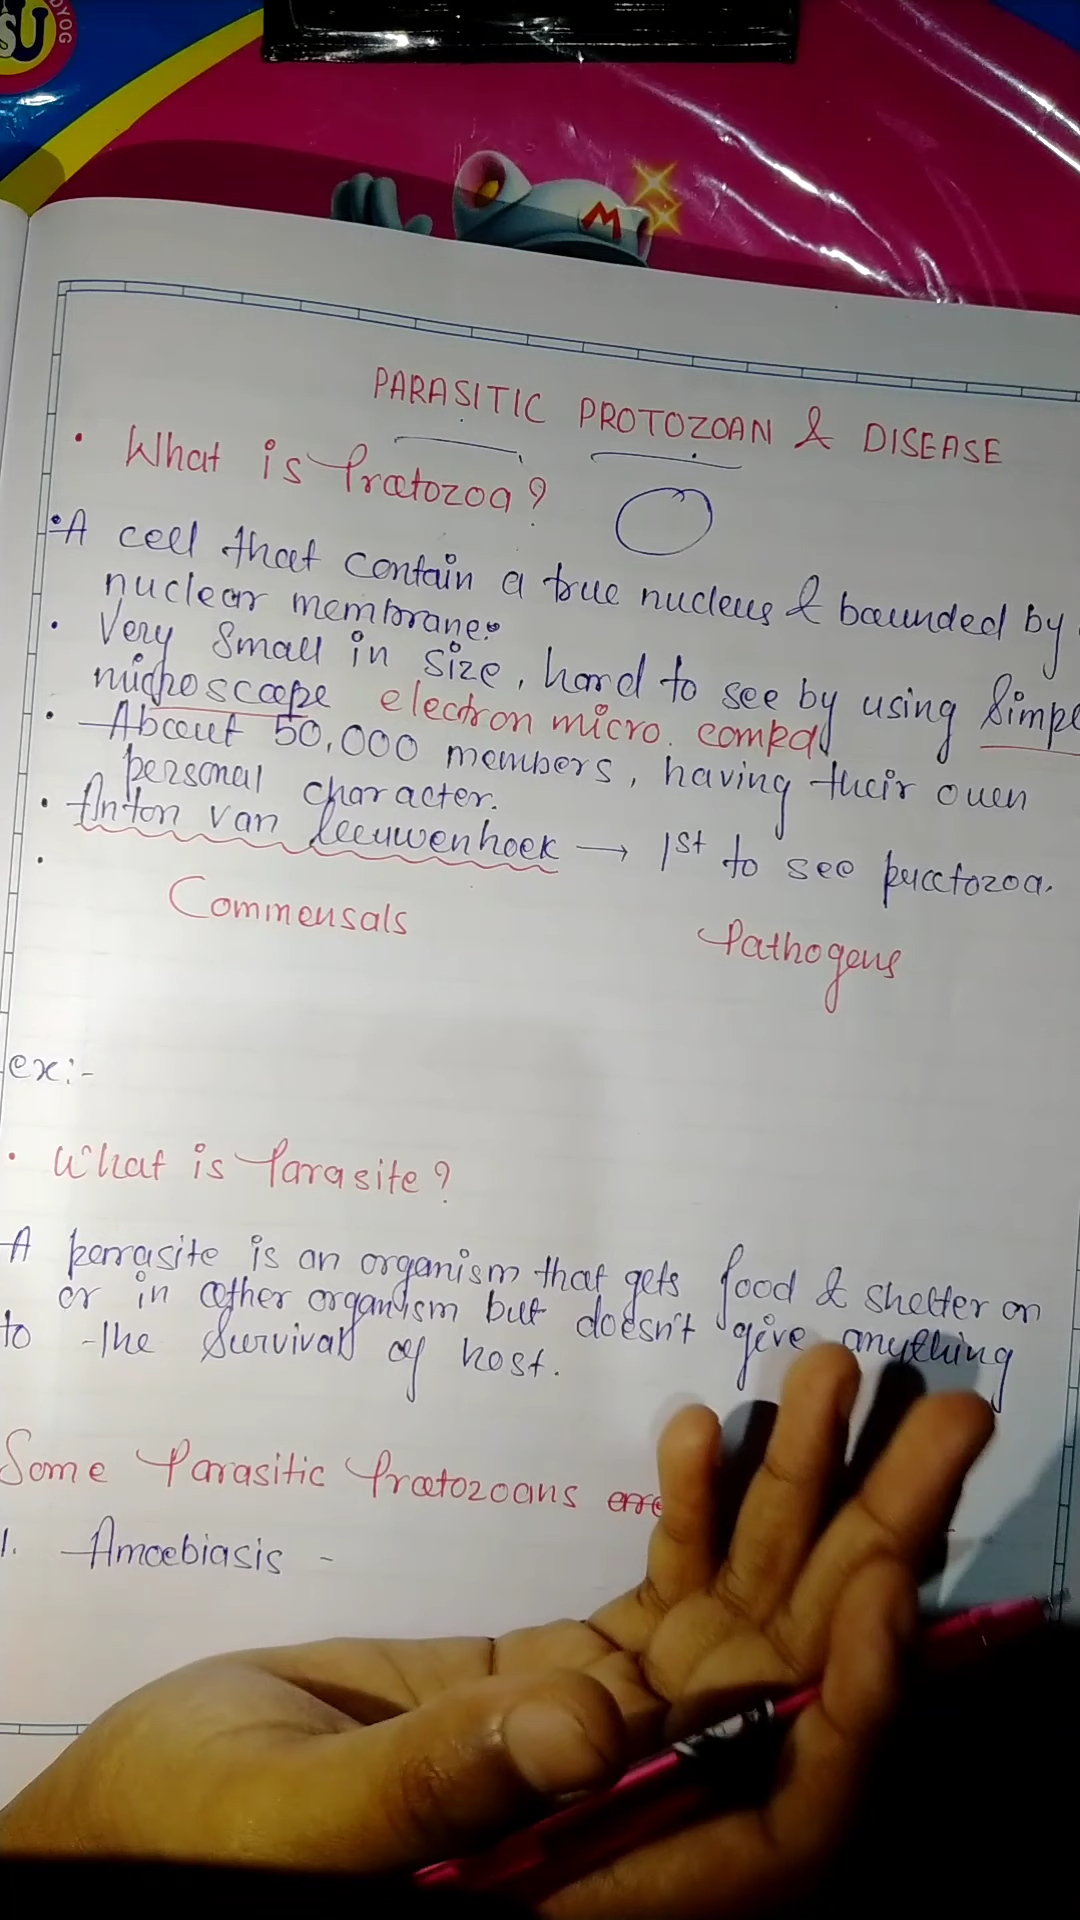 PARASITIC PROTOZOAN & DISEASE
• What is Protozoa?
• A cell that contain a true nucleus & bounded by
nuclear membrane.
• Very small in size, hard to see by using Simple
microscope electron micro. compd
• About 50,000 members, having their own
personal character.
• Anton van leeuwenhoek → 1st to see protozoa.
•
Commensals Pathogens
ex:-
• What is Parasite?
A parasite is an organism that gets food & shelter on
or in other organism but doesn't give anything
to the survival of host.
Some Parasitic Protozoans
1. Amoebiasis -
M